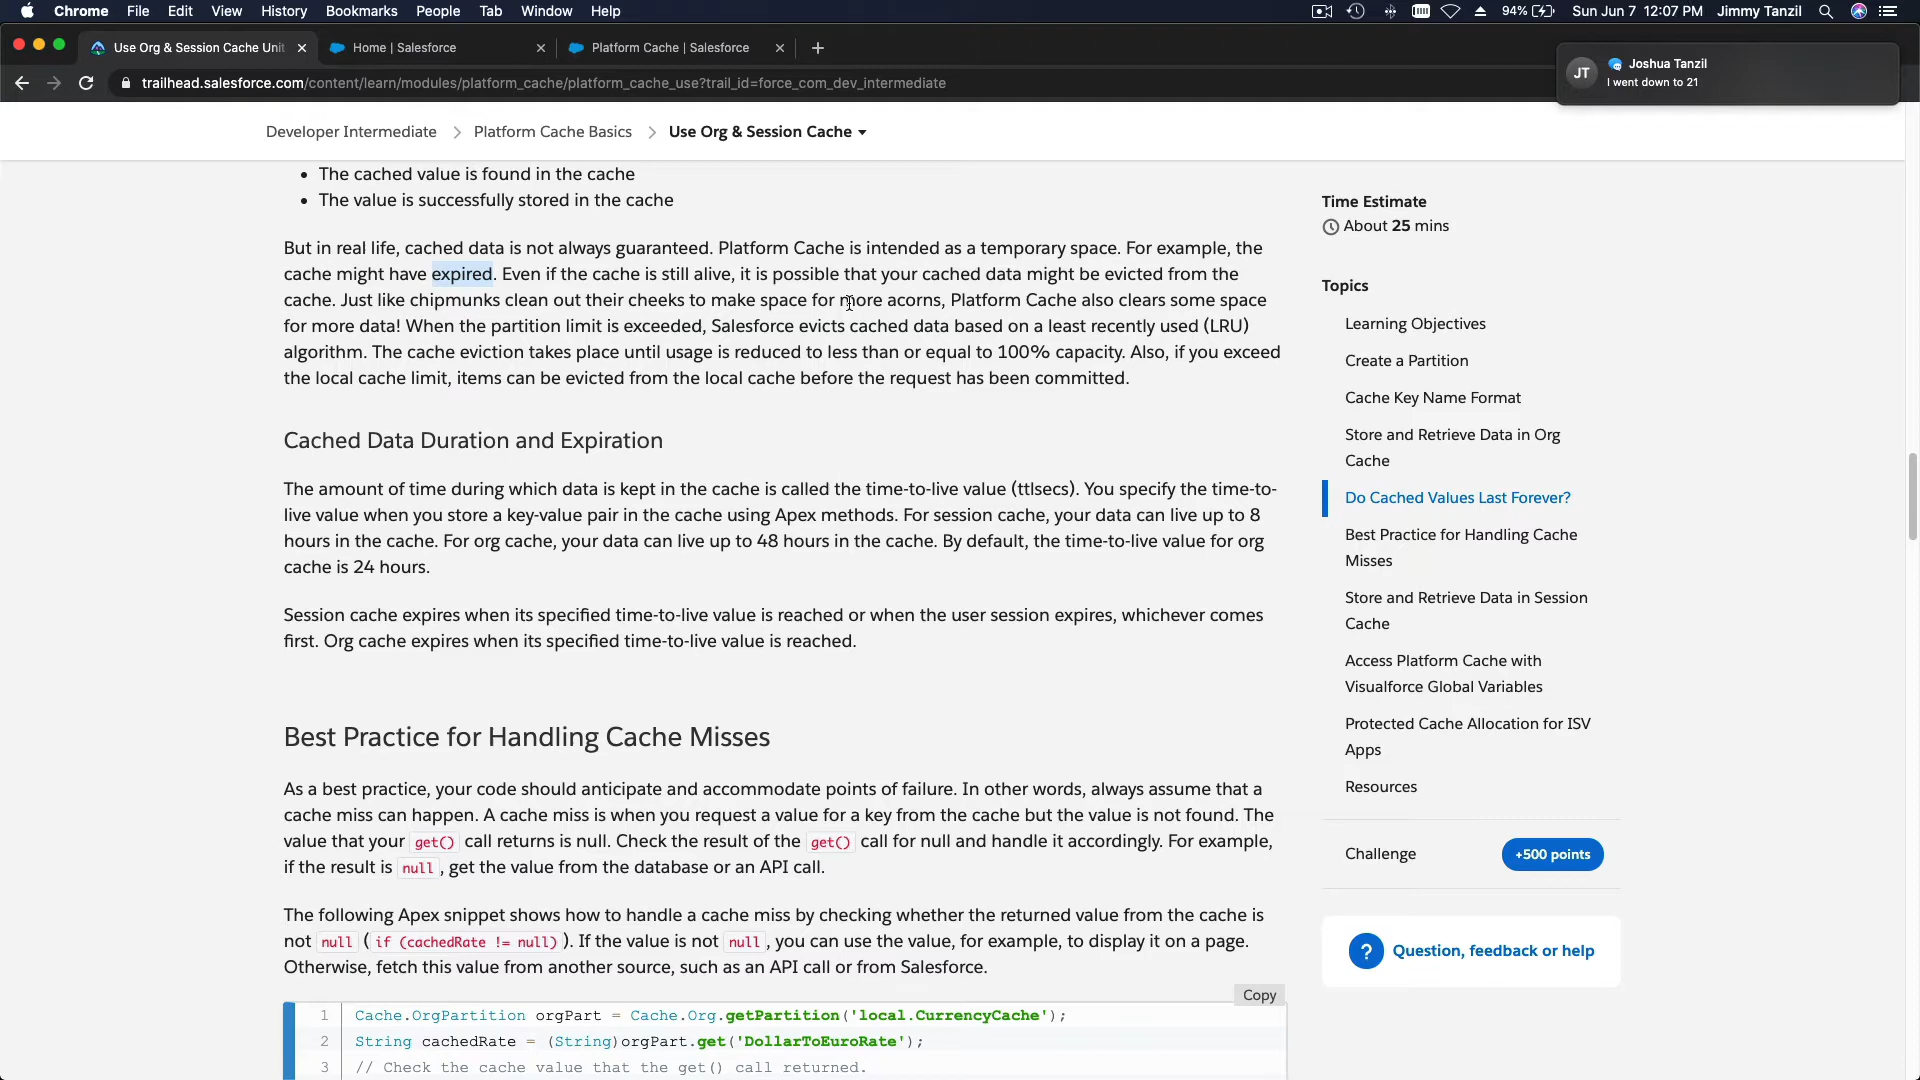 Chrome File Edit View History Bookmarks People Tab Window Help 94% Sun Jun 7 12:07 PM Jimmy Tanzil
Use Org & Session Cache Unit Home | Salesforce Platform Cache | Salesforce
trailhead.salesforce.com/content/learn/modules/platform_cache/platform_cache_use?trail_id=force_com_dev_intermediate
JT
Joshua Tanzil
I went down to 21
Developer Intermediate Platform Cache Basics Use Org & Session Cache
The cached value is found in the cache
The value is successfully stored in the cache
But in real life, cached data is not always guaranteed. Platform Cache is intended as a temporary space. For example, the
cache might have expired. Even if the cache is still alive, it is possible that your cached data might be evicted from the
cache. Just like chipmunks clean out their cheeks to make space for more acorns, Platform Cache also clears some space
for more data! When the partition limit is exceeded, Salesforce evicts cached data based on a least recently used (LRU)
algorithm. The cache eviction takes place until usage is reduced to less than or equal to 100% capacity. Also, if you exceed
the local cache limit, items can be evicted from the local cache before the request has been committed.
Cached Data Duration and Expiration
The amount of time during which data is kept in the cache is called the time-to-live value (ttlsecs). You specify the time-to-
live value when you store a key-value pair in the cache using Apex methods. For session cache, your data can live up to 8
hours in the cache. For org cache, your data can live up to 48 hours in the cache. By default, the time-to-live value for org
cache is 24 hours.
Session cache expires when its specified time-to-live value is reached or when the user session expires, whichever comes
first. Org cache expires when its specified time-to-live value is reached.
Best Practice for Handling Cache Misses
As a best practice, your code should anticipate and accommodate points of failure. In other words, always assume that a
cache miss can happen. A cache miss is when you request a value for a key from the cache but the value is not found. The
value that your get() call returns is null. Check the result of the get() call for null and handle it accordingly. For example,
if the result is null, get the value from the database or an API call.
The following Apex snippet shows how to handle a cache miss by checking whether the returned value from the cache is
not null ( if (cachedRate != null) ). If the value is not null, you can use the value, for example, to display it on a page.
Otherwise, fetch this value from another source, such as an API call or from Salesforce.
Copy
1 Cache.OrgPartition orgPart = Cache.Org.getPartition('local.CurrencyCache');
2 String cachedRate = (String)orgPart.get('DollarToEuroRate');
3 // Check the cache value that the get() call returned.
Time Estimate
About 25 mins
Topics
Learning Objectives
Create a Partition
Cache Key Name Format
Store and Retrieve Data in Org
Cache
Do Cached Values Last Forever?
Best Practice for Handling Cache
Misses
Store and Retrieve Data in Session
Cache
Access Platform Cache with
Visualforce Global Variables
Protected Cache Allocation for ISV
Apps
Resources
Challenge +500 points
? Question, feedback or help